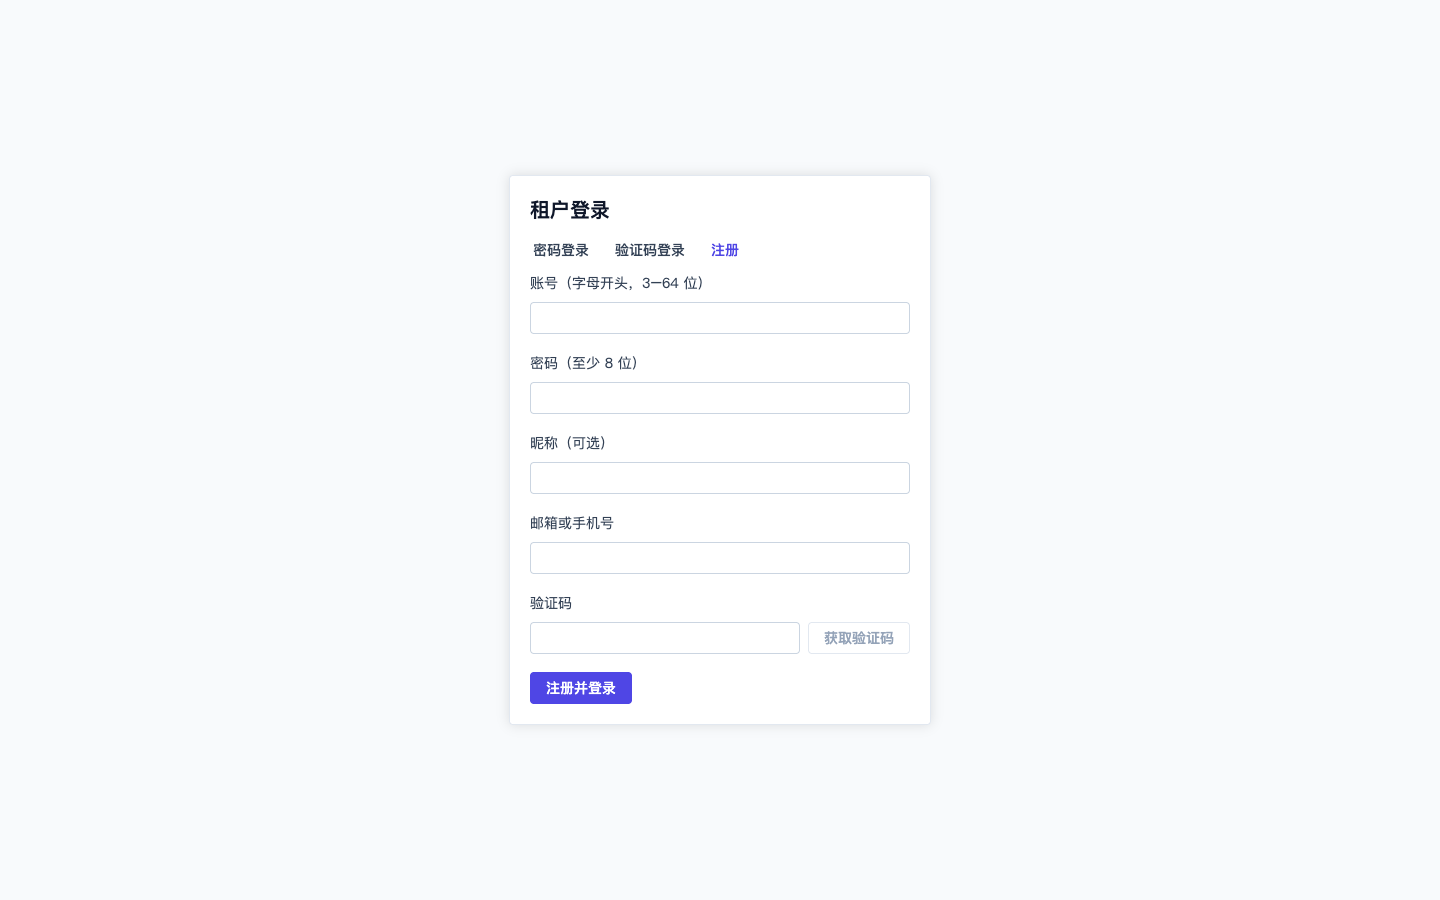 租户登录
密码登录 验证码登录 注册
账号（字母开头，3—64 位）
密码（至少 8 位）
昵称（可选）
邮箱或手机号
验证码
获取验证码
注册并登录